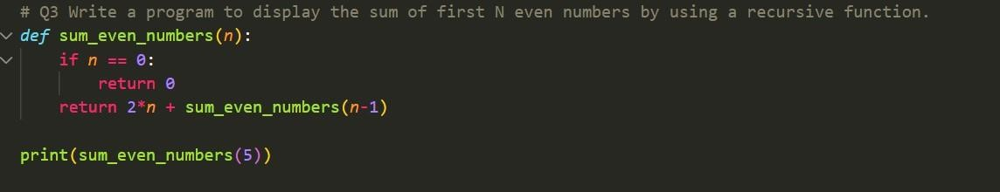 # Q3 Write a program to display the sum of first N even numbers by using a recursive function.
def sum_even_numbers(n):
    if n == 0:
        return 0
    return 2*n + sum_even_numbers(n-1)

print(sum_even_numbers(5))